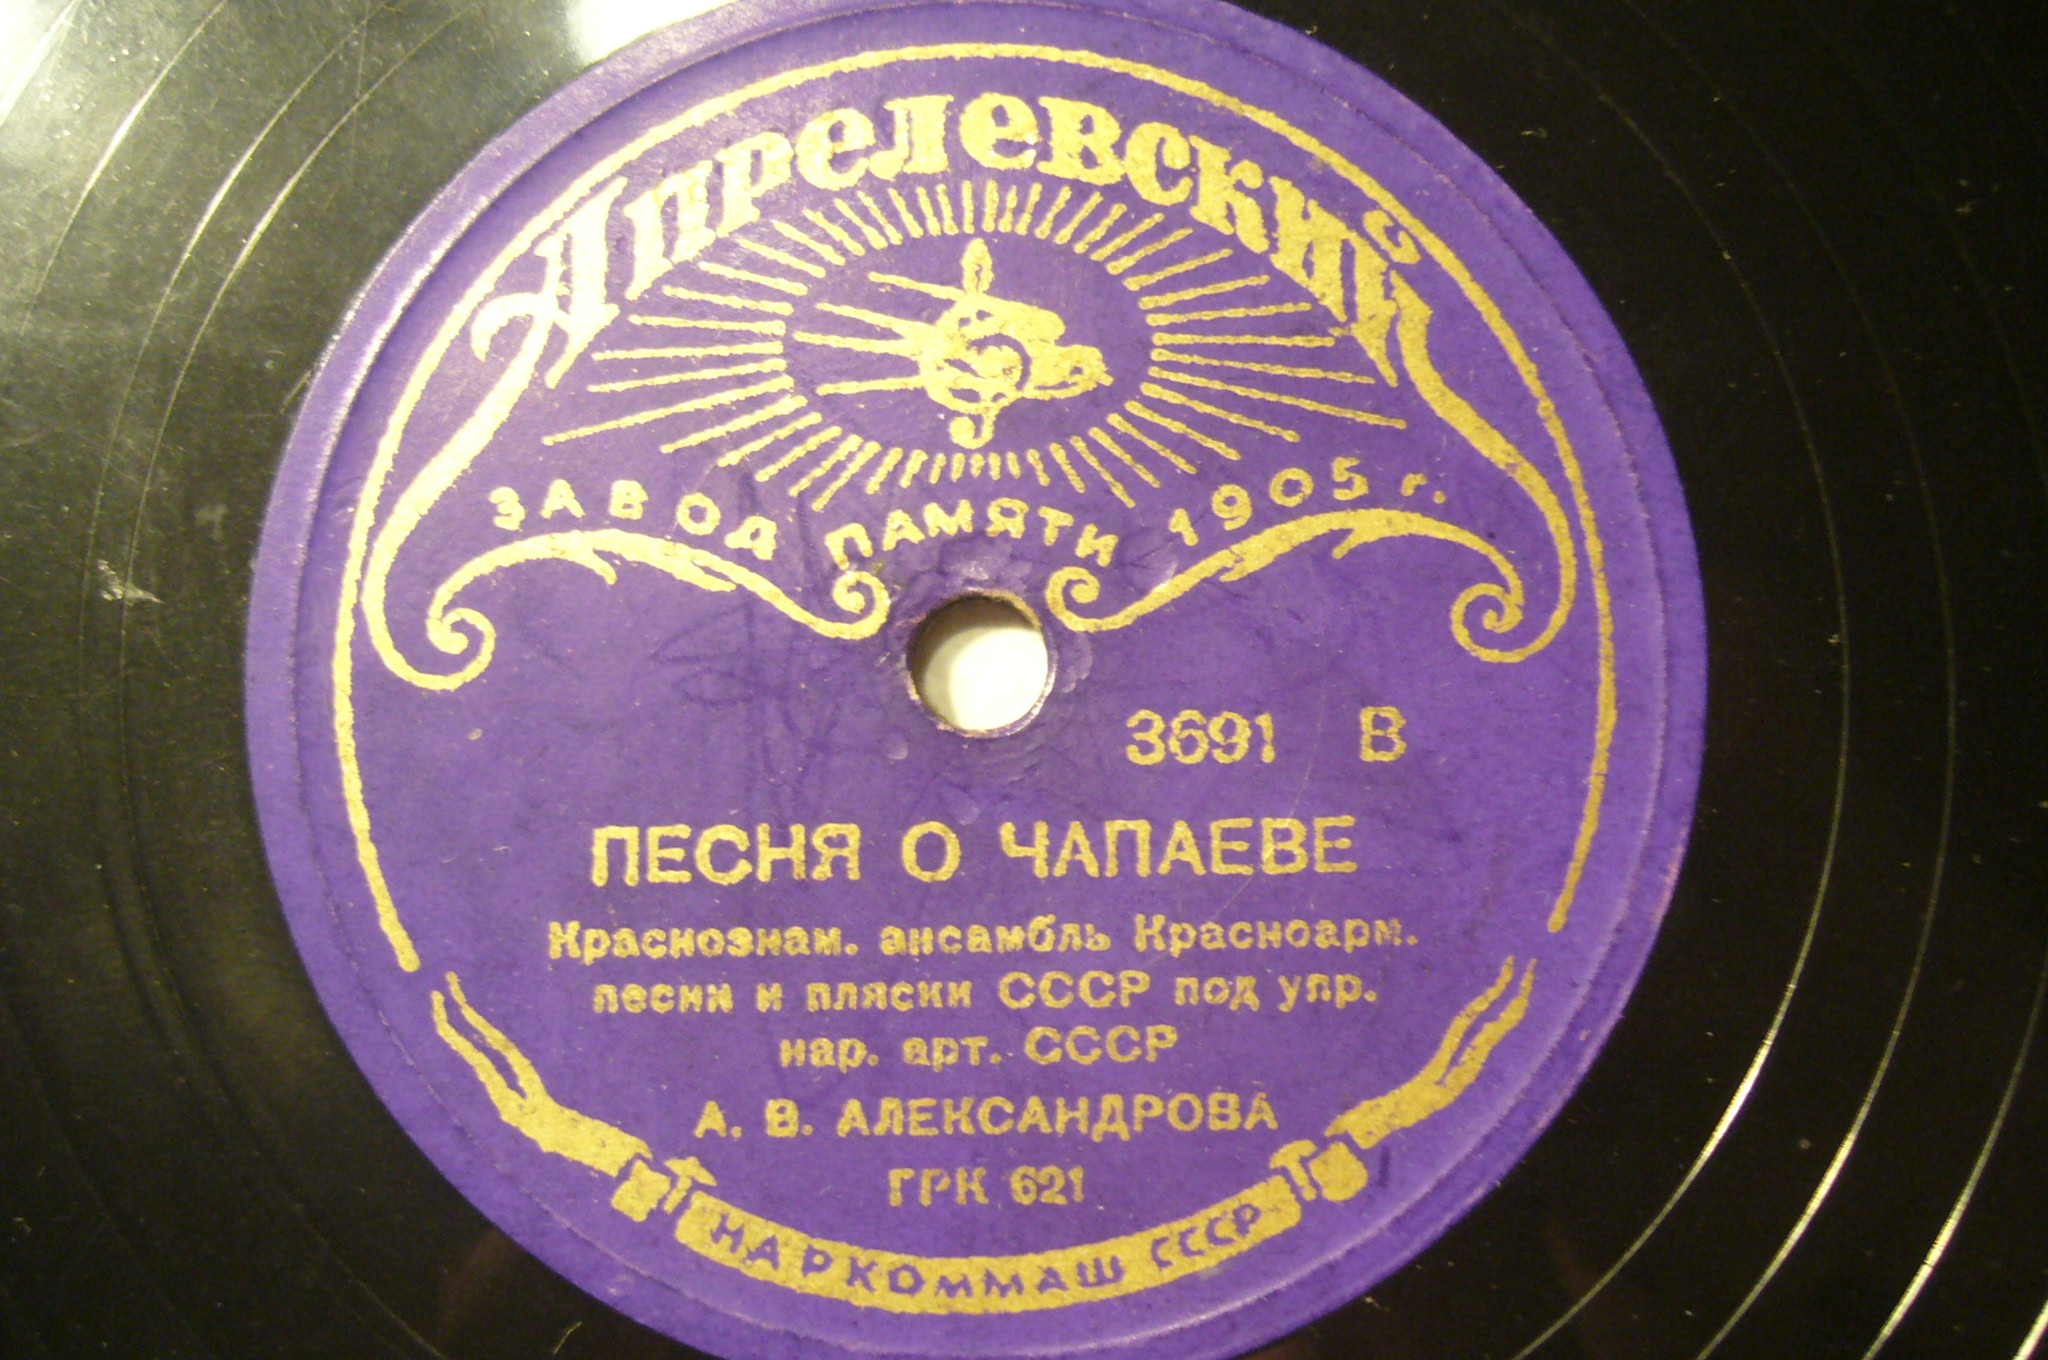 Апрелевский
ЗАВОД ПАМЯТИ 1905 г.
3691 В
ПЕСНЯ О ЧАПАЕВЕ
Краснознам. ансамбль Красноарм.
песни и пляски СССР под упр.
нар. арт. СССР
А. В. АЛЕКСАНДРОВА
ГРК 621
НАРКОММАШ СССР